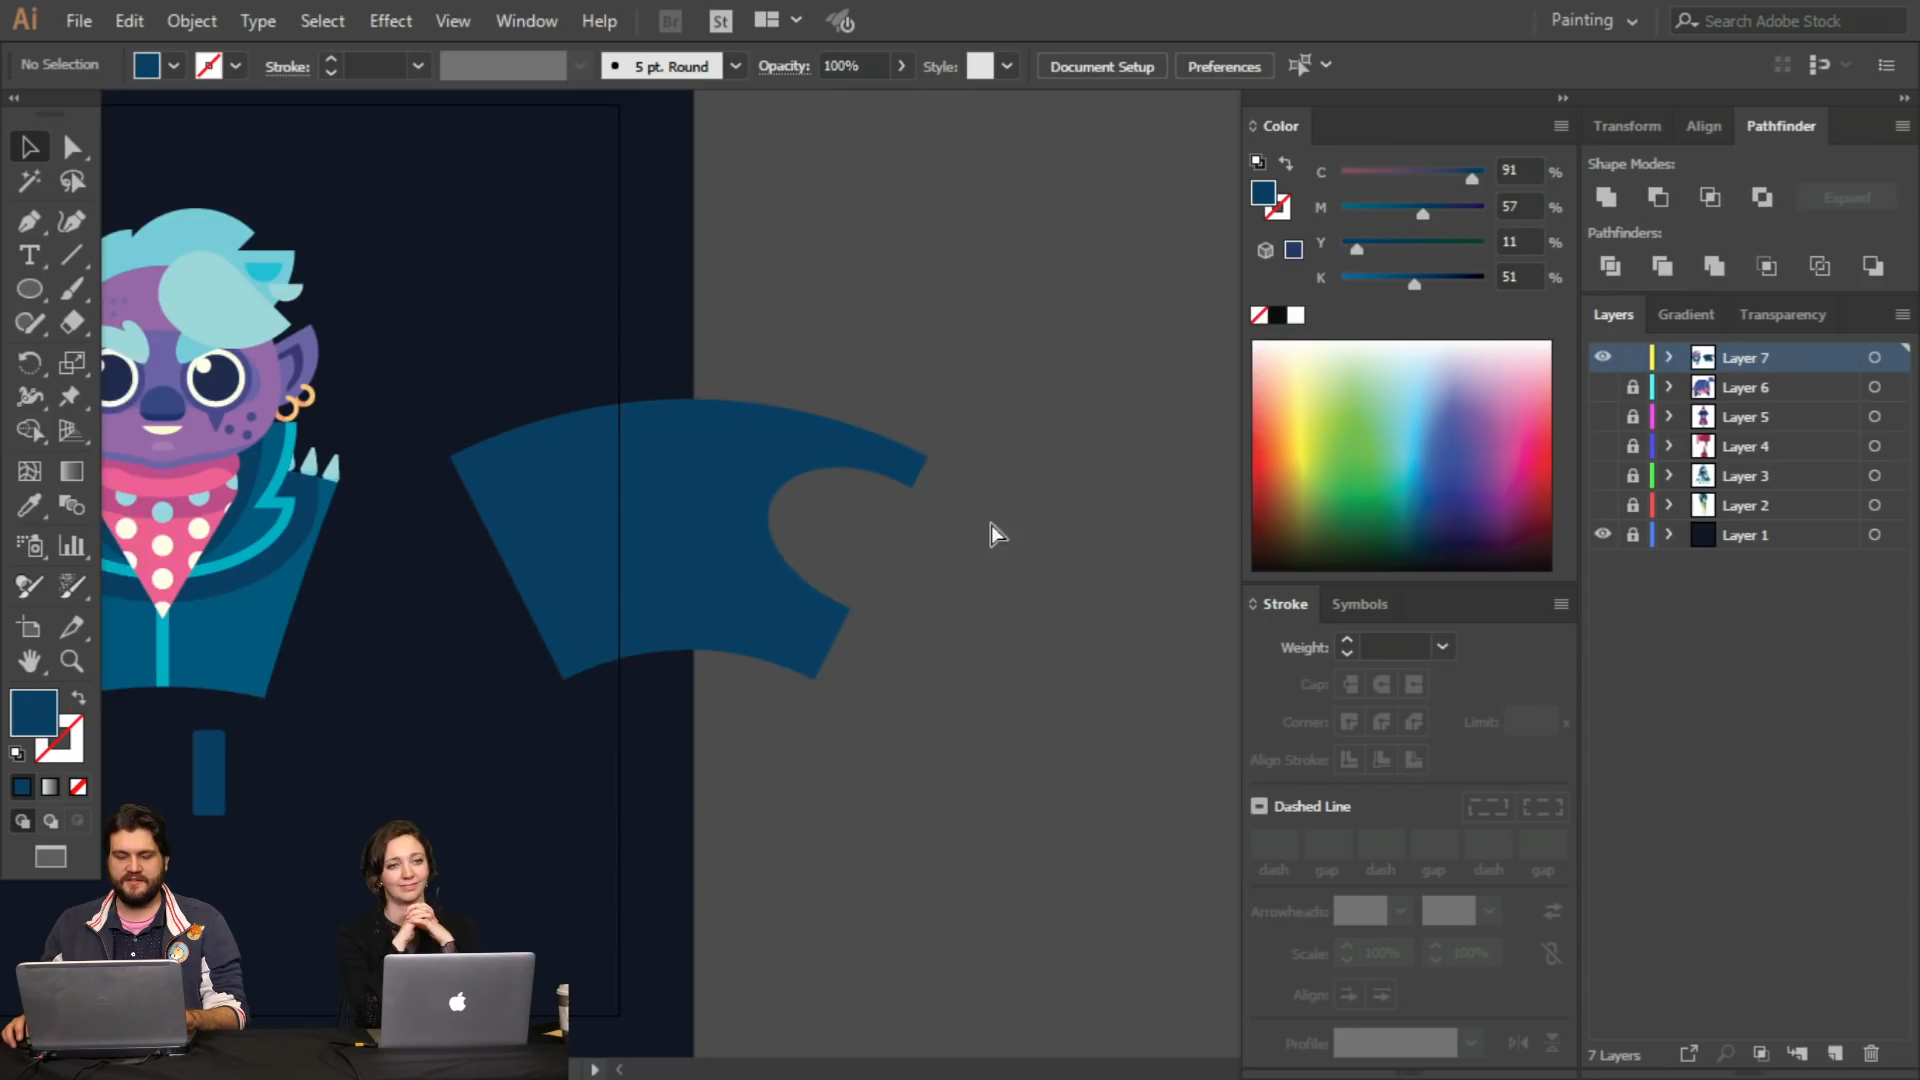 Ai File Edit Object Type Select Effect View Window Help Br St Painting Search Adobe Stock
No Selection Stroke: 5 pt. Round Opacity: 100% Style: Document Setup Preferences
Color
C 91 %
M 57 %
Y 11 %
K 51 %
Transform Align Pathfinder
Shape Modes:
Expand
Pathfinders:
Layers Gradient Transparency
Layer 7
Layer 6
Layer 5
Layer 4
Layer 3
Layer 2
Layer 1
7 Layers
Stroke Symbols
Weight:
Cap:
Corner: Limit: x
Align Stroke:
Dashed Line
dash gap dash gap dash gap
Arrowheads:
Scale: 100% 100%
Align:
Profile:
T